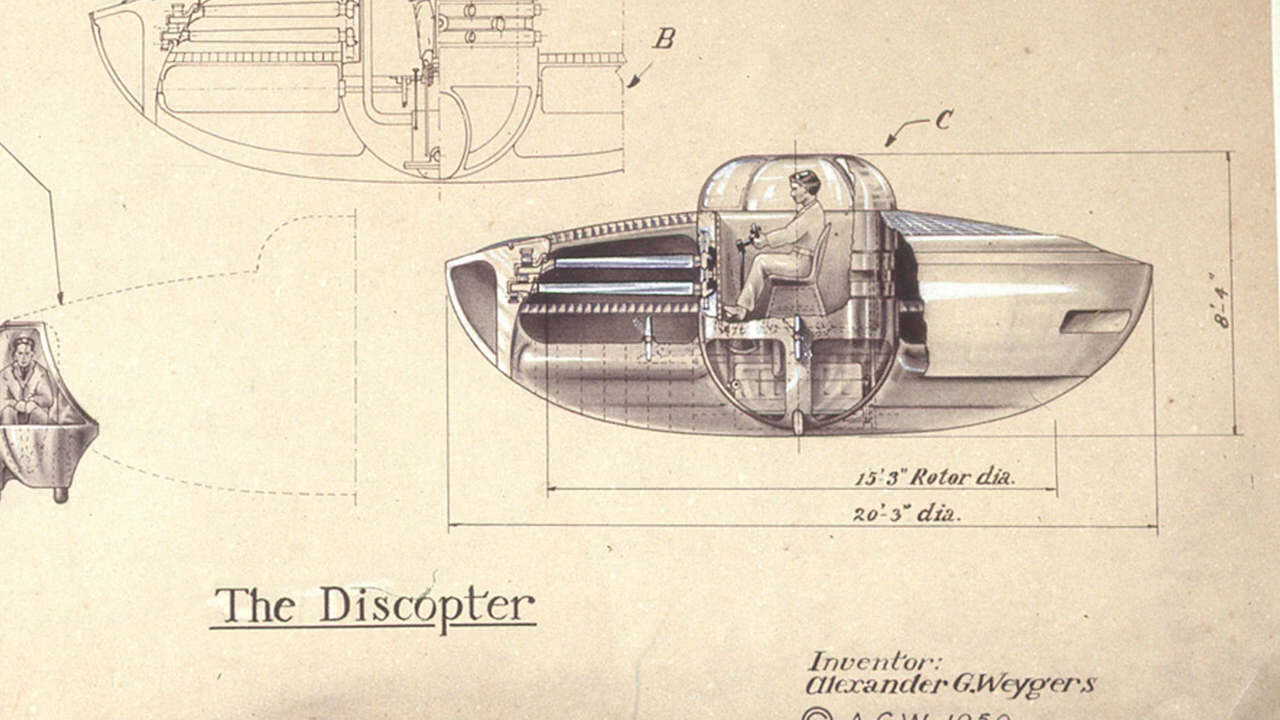 B
C
8'-4"
15'-3" Rotor dia.
20'-3" dia.
The Discopter
Inventor:
Alexander G. Weygers
© A.G.W.